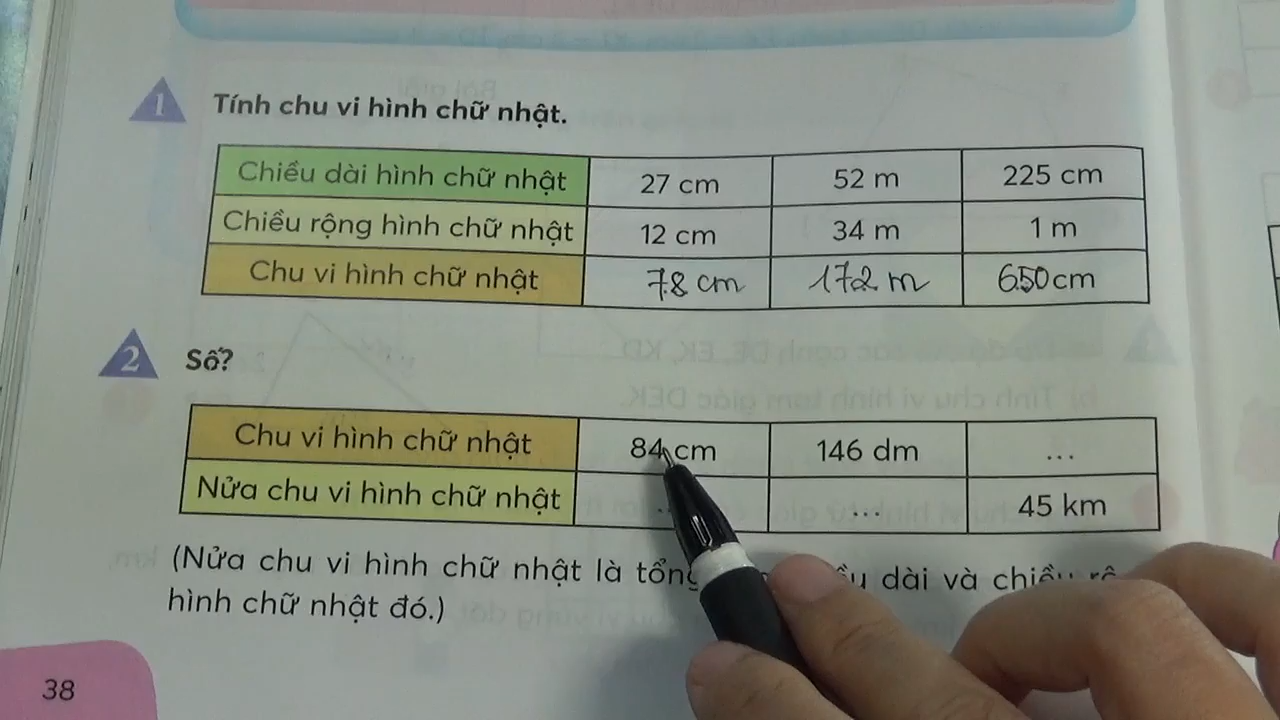 1 Tính chu vi hình chữ nhật.
Chiều dài hình chữ nhật 27 cm 52 m 225 cm
Chiều rộng hình chữ nhật 12 cm 34 m 1 m
Chu vi hình chữ nhật 78 cm 172 m 650 cm
2 Số?
Chu vi hình chữ nhật 84 cm 146 dm ...
Nửa chu vi hình chữ nhật ... 45 km
(Nửa chu vi hình chữ nhật là dài và chiều
hình chữ nhật đó.)
38